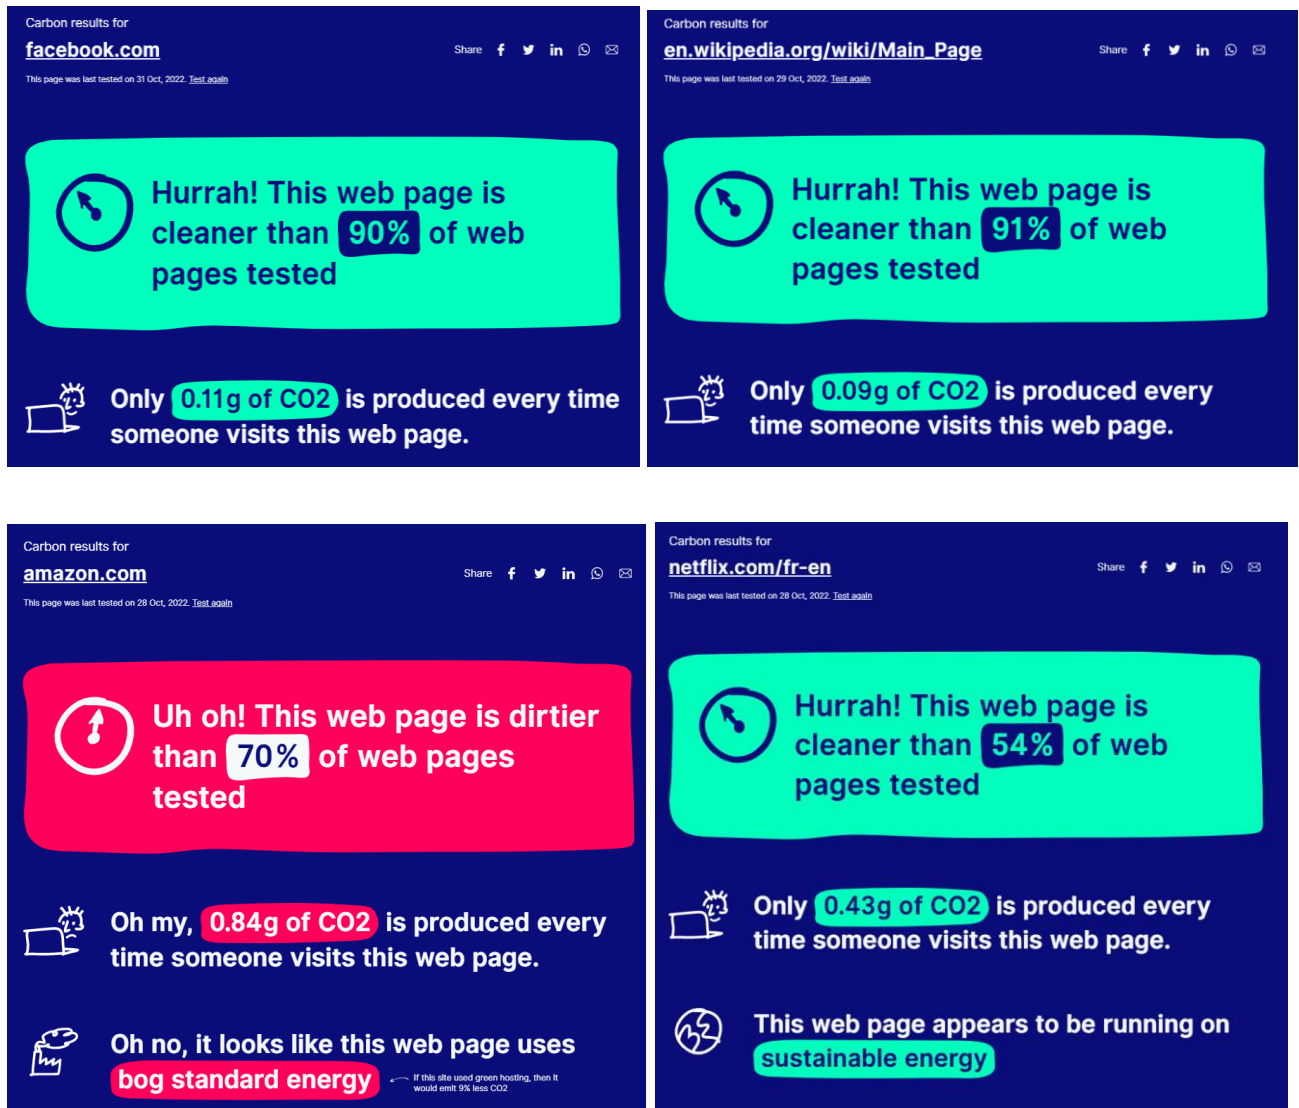 Carbon results for
facebook.com
Share
This page was last tested on 31 Oct, 2022. Test again
Hurrah! This web page is
cleaner than 90% of web
pages tested
Only 0.11g of CO2 is produced every time
someone visits this web page.
Carbon results for
en.wikipedia.org/wiki/Main_Page
Share
This page was last tested on 29 Oct, 2022. Test again
Hurrah! This web page is
cleaner than 91% of web
pages tested
Only 0.09g of CO2 is produced every
time someone visits this web page.
Carbon results for
amazon.com
Share
This page was last tested on 28 Oct, 2022. Test again
Uh oh! This web page is dirtier
than 70% of web pages
tested
Oh my, 0.84g of CO2 is produced every
time someone visits this web page.
Oh no, it looks like this web page uses
bog standard energy
If this site used green hosting, then it
would emit 9% less CO2
Carbon results for
netflix.com/fr-en
Share
This page was last tested on 28 Oct, 2022. Test again
Hurrah! This web page is
cleaner than 54% of web
pages tested
Only 0.43g of CO2 is produced every
time someone visits this web page.
This web page appears to be running on
sustainable energy